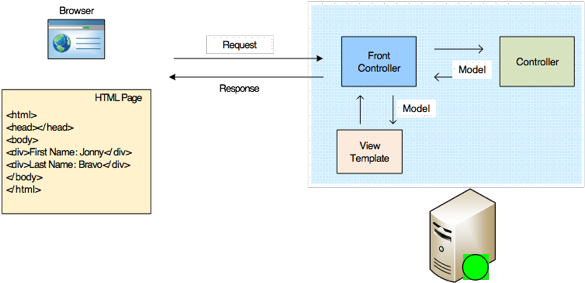 Browser
Request
Response
HTML Page
<html>
<head></head>
<body>
<div>First Name: Jonny</div>
<div>Last Name: Bravo</div>
</body>
</html>
Front
Controller
Model
Controller
Model
View
Template